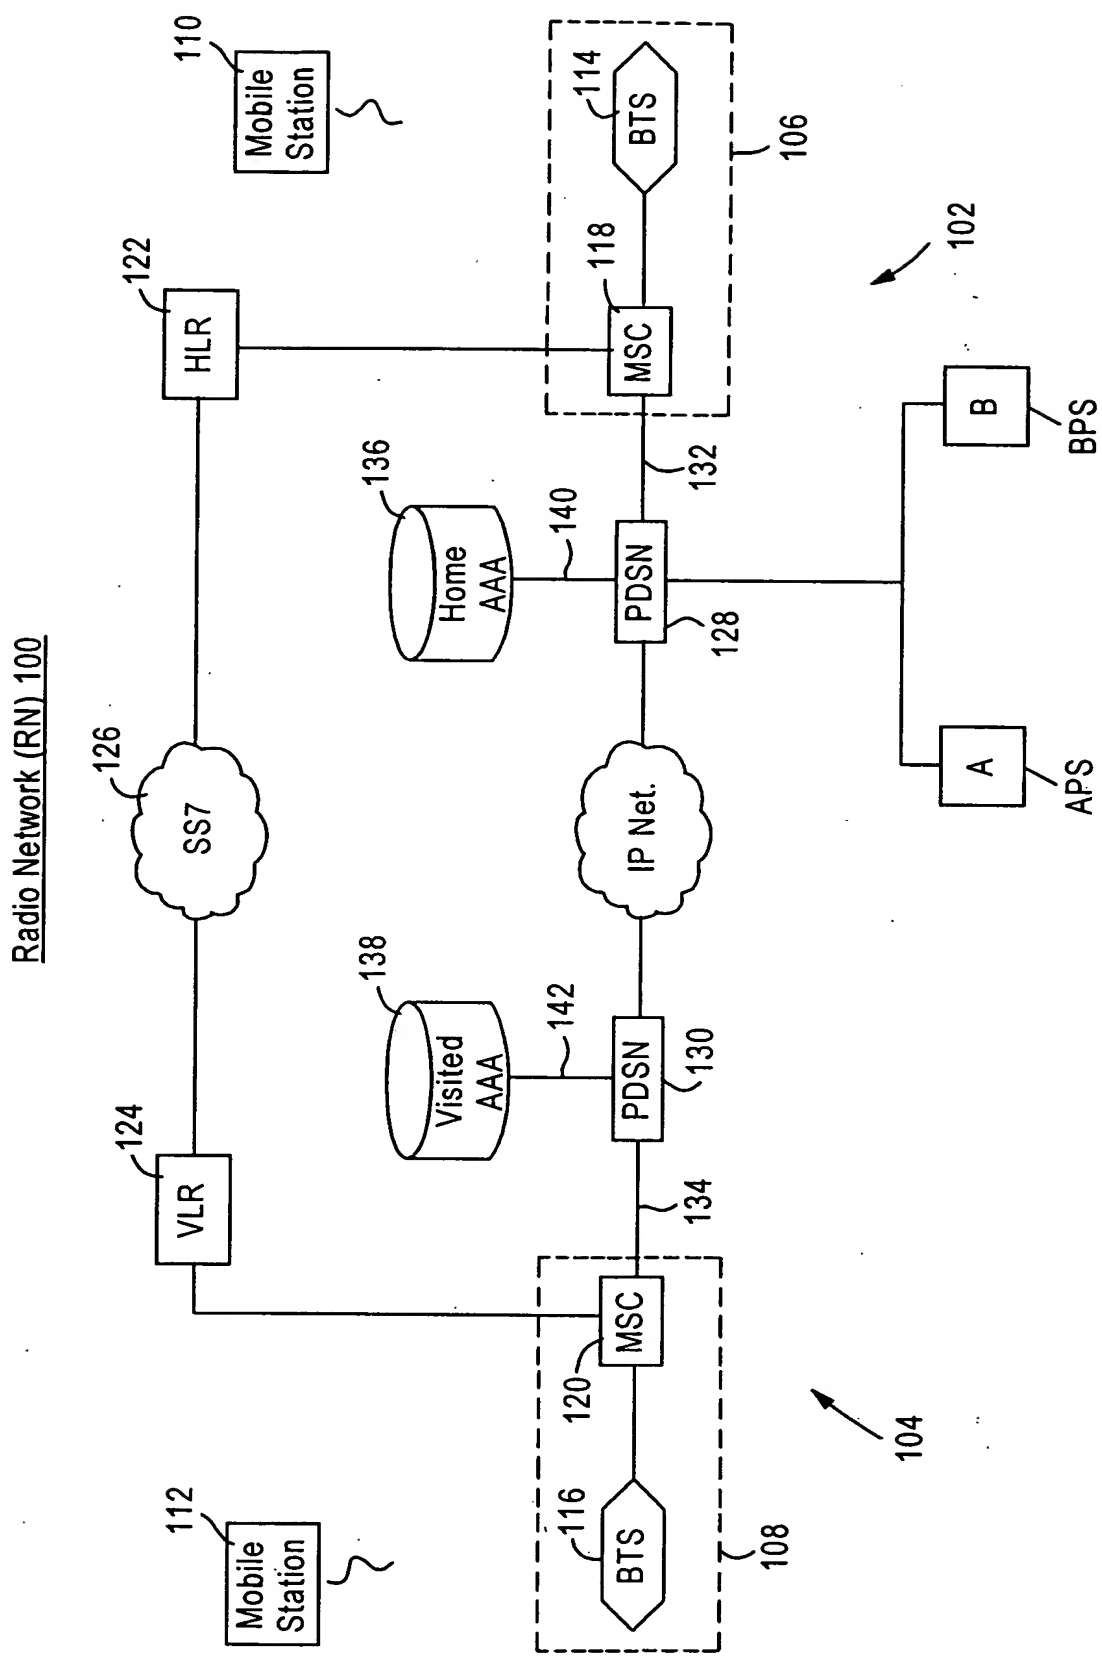 Radio Network (RN) 100
112
Mobile
Station
124
VLR
126
SS7
122
HLR
110
Mobile
Station
138
Visited
AAA
142
136
Home
AAA
140
116
BTS
120
MSC
134
PDSN
130
IP Net.
PDSN
128
132
118
MSC
114
BTS
108
106
104
102
A
APS
B
BPS